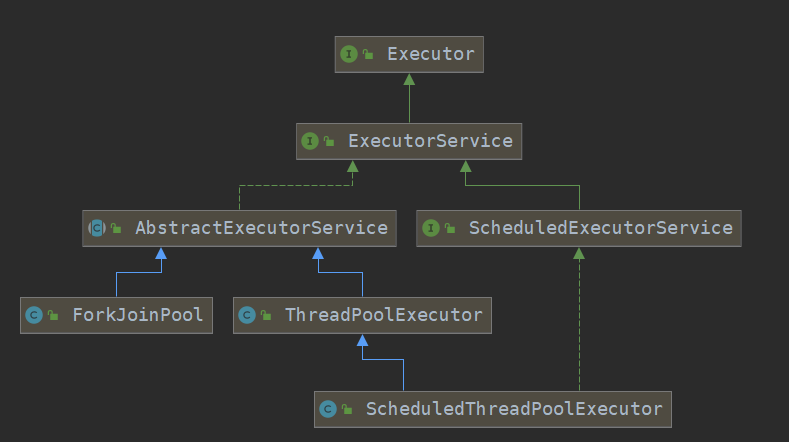 I Executor
I ExecutorService
C AbstractExecutorService
I ScheduledExecutorService
C ForkJoinPool
C ThreadPoolExecutor
C ScheduledThreadPoolExecutor